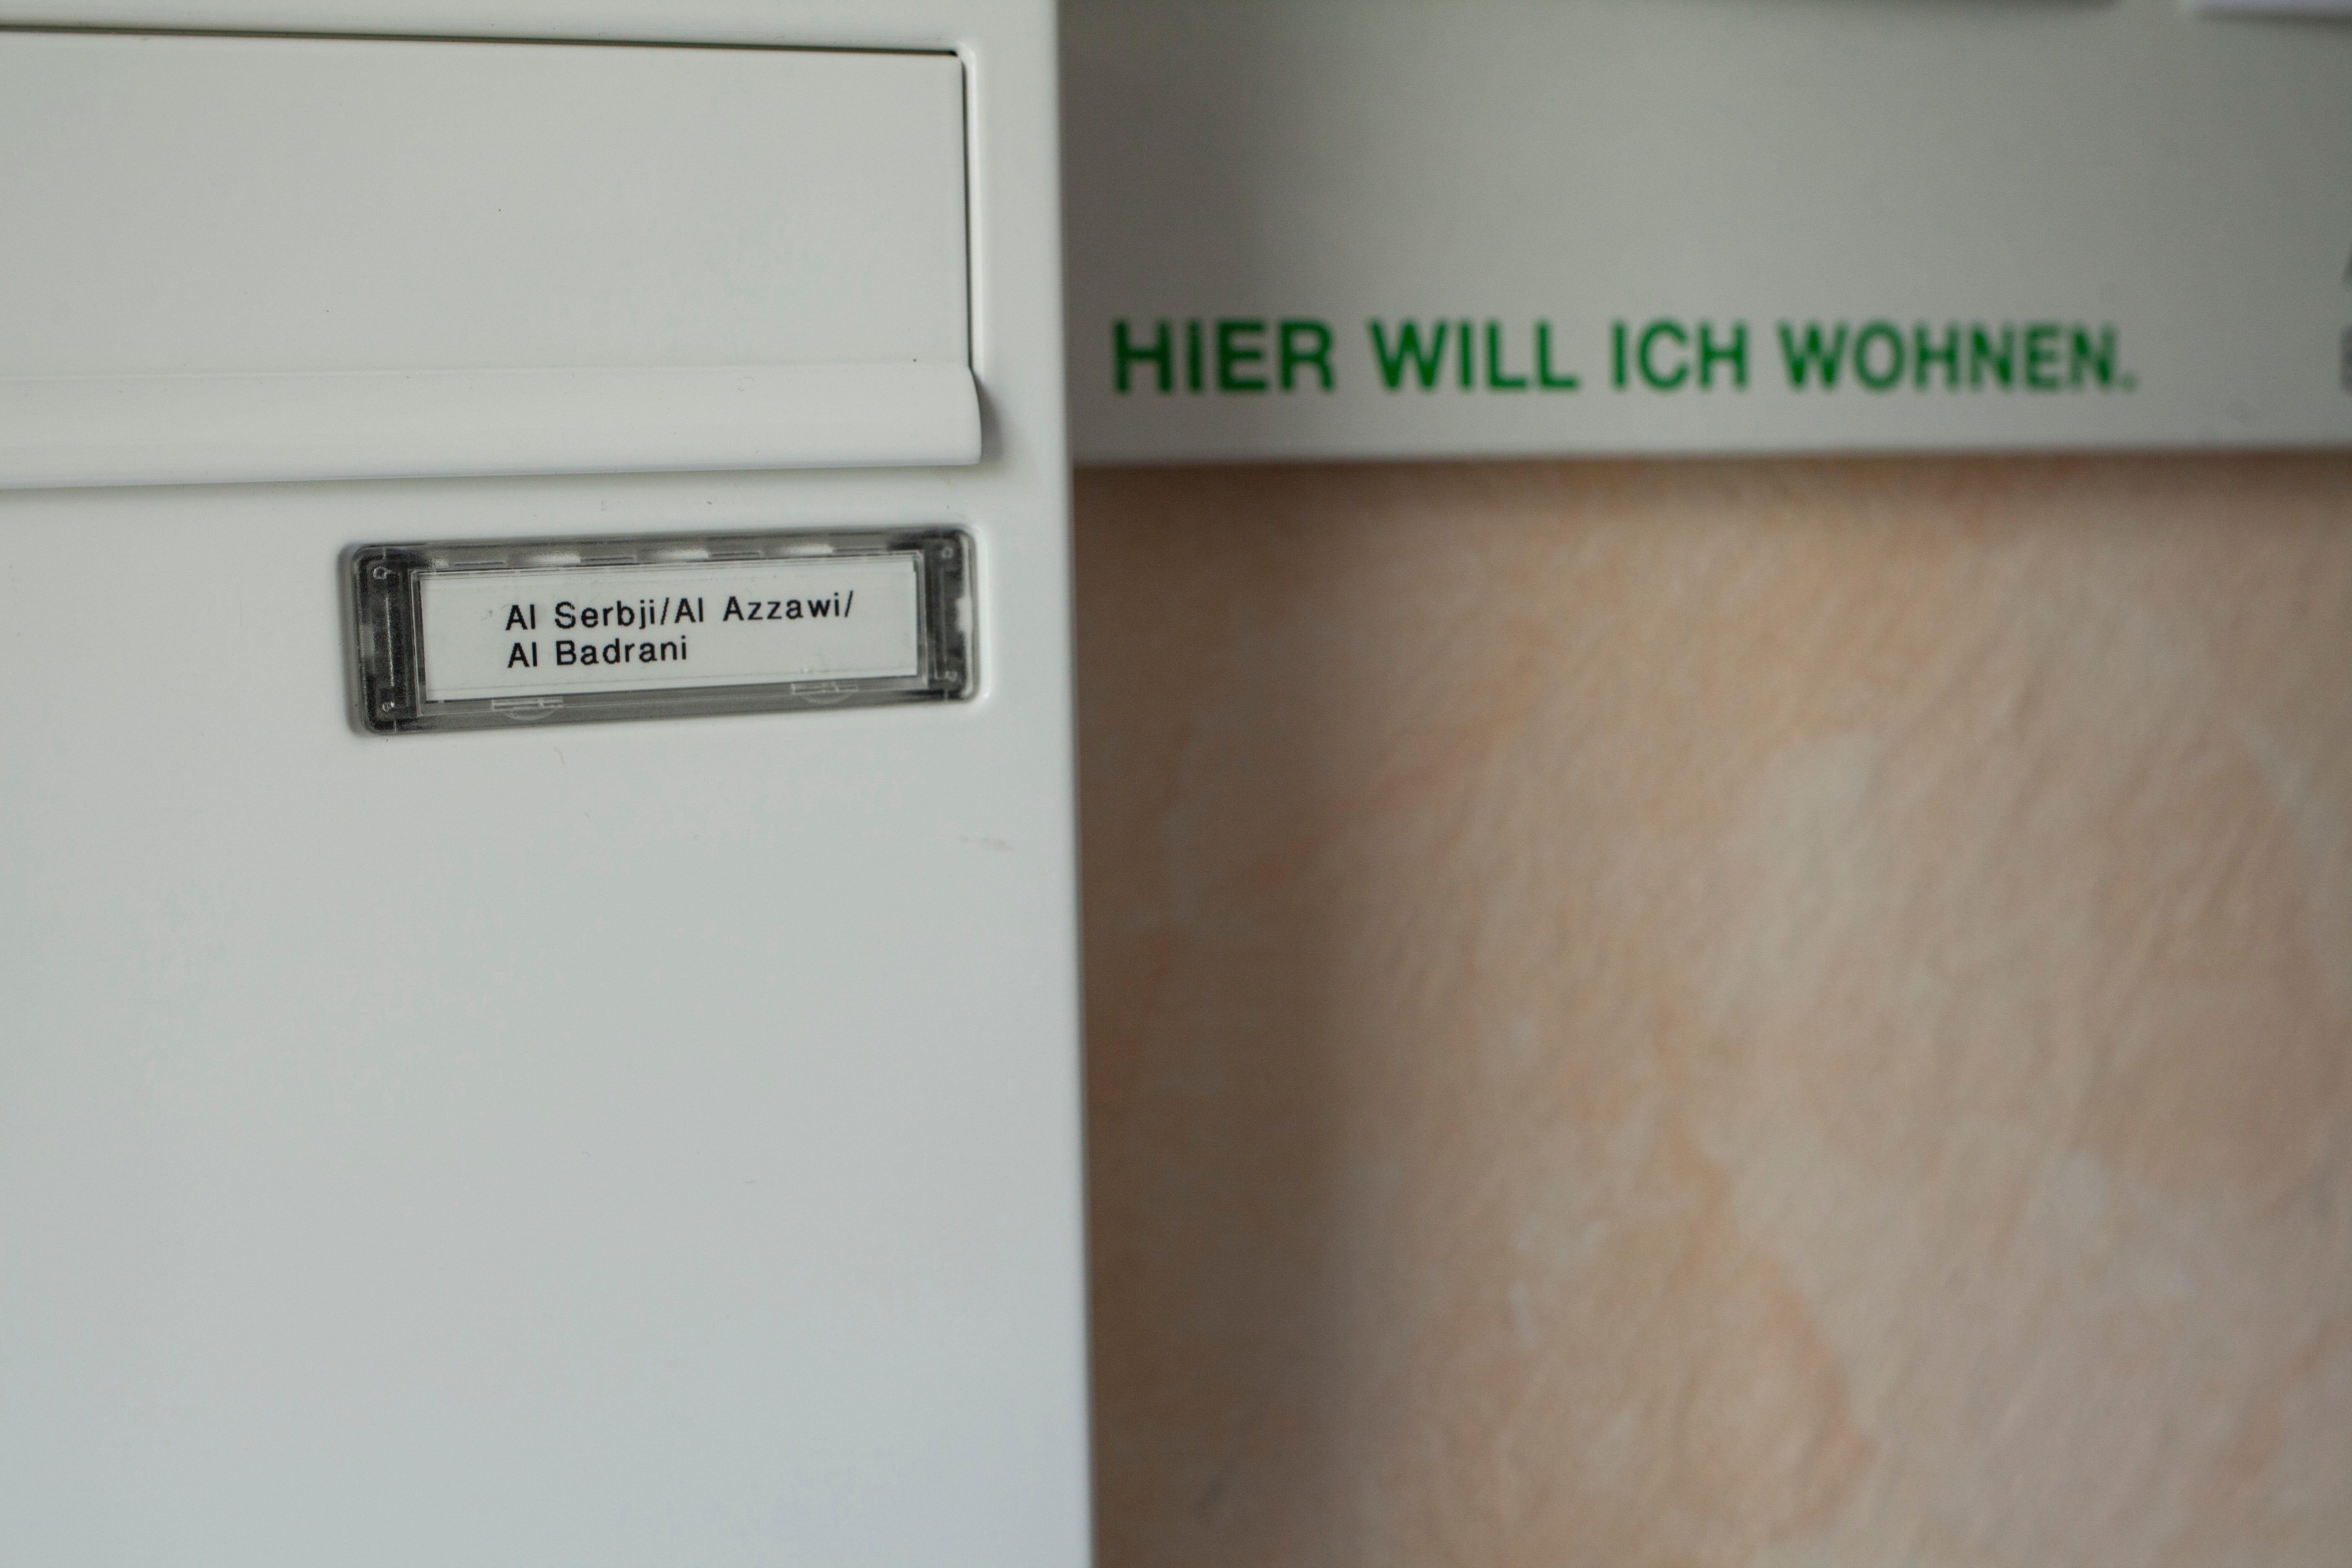 Al Serbji/Al Azzawi/
Al Badrani
HIER WILL ICH WOHNEN.